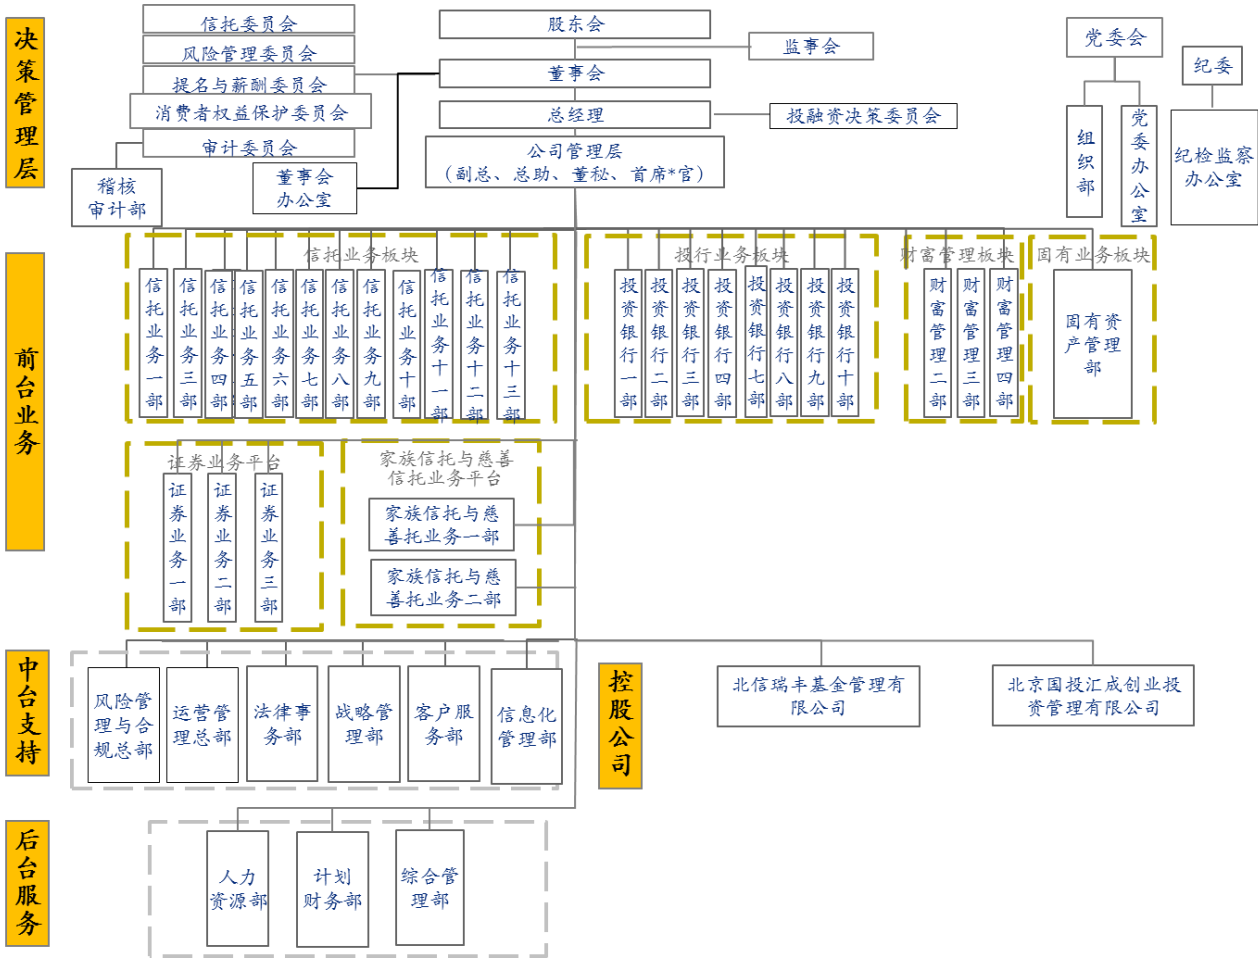 决策管理层
信托委员会
风险管理委员会
提名与薪酬委员会
消费者权益保护委员会
审计委员会
稽核
审计部
董事会
办公室
股东会
监事会
董事会
总经理
投融资决策委员会
公司管理层
（副总、总助、董秘、首席*官）
党委会
组织部
党委办公室
纪委
纪检监察
办公室
前台业务
信托业务板块
信托业务一部
信托业务三部
信托业务四部
信托业务五部
信托业务六部
信托业务七部
信托业务八部
信托业务九部
信托业务十部
信托业务十一部
信托业务十二部
信托业务十三部
投行业务板块
投资银行一部
投资银行二部
投资银行三部
投资银行四部
投资银行七部
投资银行八部
投资银行九部
投资银行十部
财富管理板块
财富管理二部
财富管理三部
财富管理四部
固有业务板块
固有资
产管理
部
证券业务平台
证券业务一部
证券业务二部
证券业务三部
家族信托与慈善
信托业务平台
家族信托与慈
善托业务一部
家族信托与慈
善托业务二部
中台支持
风险管
理与合
规总部
运营管
理总部
法律事
务部
战略管
理部
客户服
务部
信息化
管理部
控股公司
北信瑞丰基金管理有
限公司
北京国投汇成创业投
资管理有限公司
后台服务
人力
资源部
计划
财务部
综合管
理部